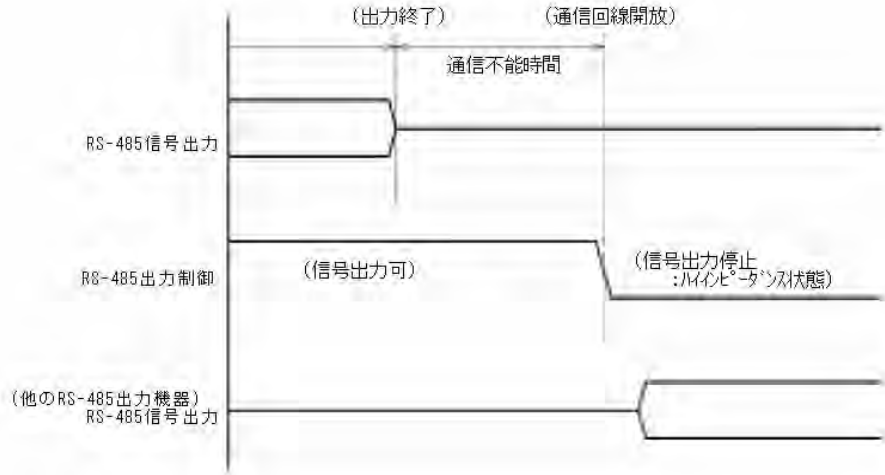 (出力終了)
(通信回線開放)
通信不能時間
RS-485信号出力
RS-485出力制御
(信号出力可)
(信号出力停止
:ハイインピーダンス状態)
(他のRS-485出力機器)
RS-485信号出力